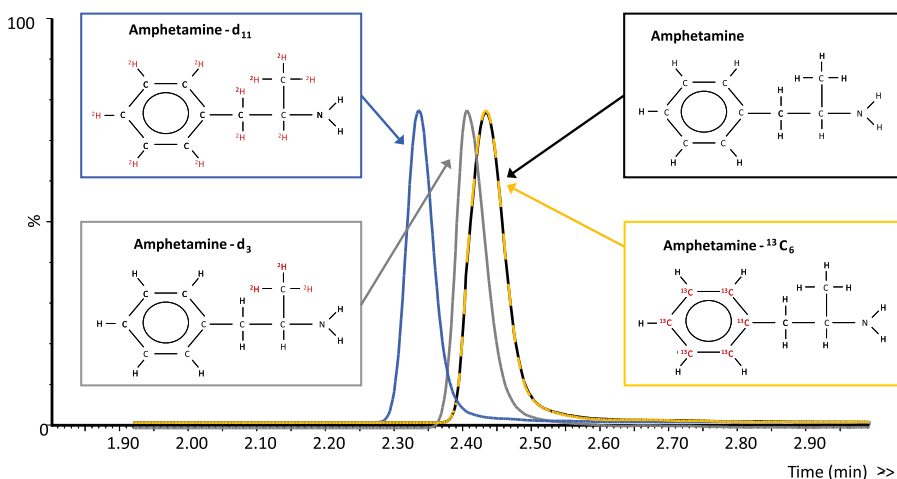 100
%
0
Amphetamine - d₁₁
²H ²H ²H
C C ²H C ²H
²H H
²H C C C C N
H
²H ²H
C C
²H ²H
Amphetamine
H H H
C C H C H
H H
H C C C C N
H
H H
C C
H H
Amphetamine - d₃
H H ²H
C C ²H C ²H
H H
H C C C C N
H
H H
C C
H H
Amphetamine - ¹³C₆
H H H
¹³C ¹³C H C H
H H
H ¹³C ¹³C C C N
H
H H
¹³C ¹³C
H H
1.90 2.00 2.10 2.20 2.30 2.40 2.50 2.60 2.70 2.80 2.90
Time (min) >>